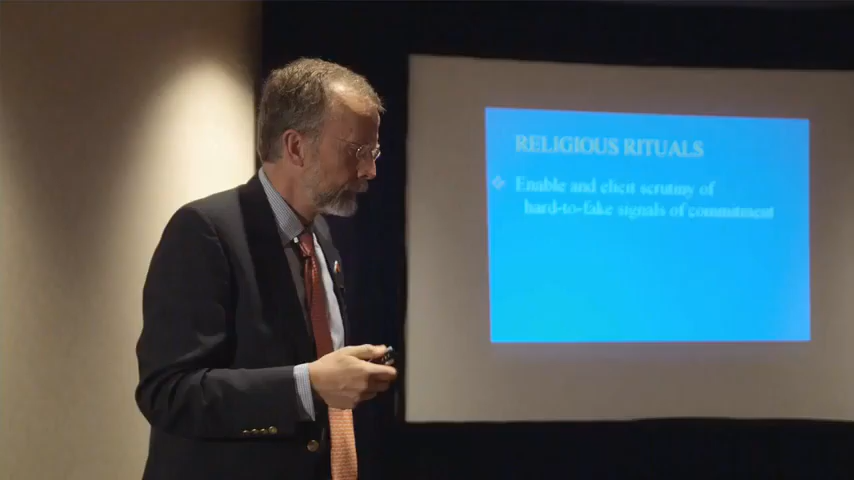 RELIGIOUS RITUALS
Enable and elicit scrutiny of
hard-to-fake signals of commitment